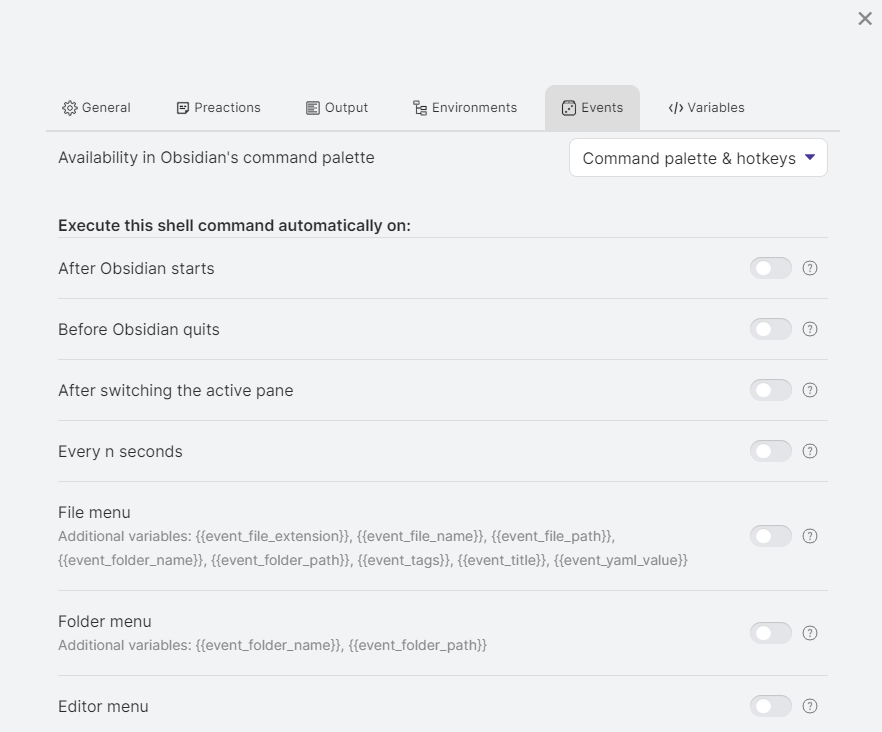 General Preactions Output Environments Events Variables
Availability in Obsidian's command palette Command palette & hotkeys
Execute this shell command automatically on:
After Obsidian starts
Before Obsidian quits
After switching the active pane
Every n seconds
File menu
Additional variables: {{event_file_extension}}, {{event_file_name}}, {{event_file_path}},
{{event_folder_name}}, {{event_folder_path}}, {{event_tags}}, {{event_title}}, {{event_yaml_value}}
Folder menu
Additional variables: {{event_folder_name}}, {{event_folder_path}}
Editor menu